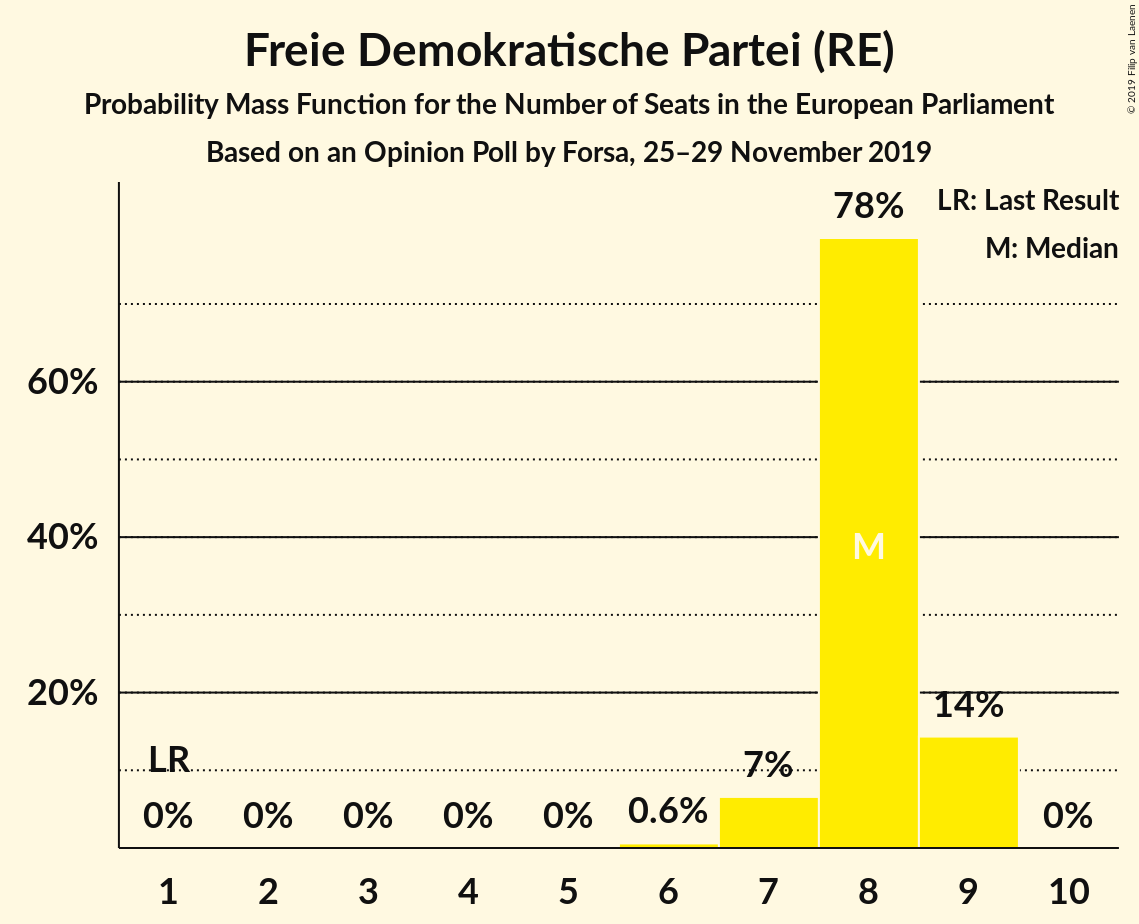 Freie Demokratische Partei (RE)
Probability Mass Function for the Number of Seats in the European Parliament
Based on an Opinion Poll by Forsa, 25–29 November 2019
© 2019 Filip van Laenen
LR: Last Result
M: Median
78%
60%
40%
M
20%
14%
LR
7%
0% 0% 0% 0% 0% 0.6% 0%
1 2 3 4 5 6 7 8 9 10